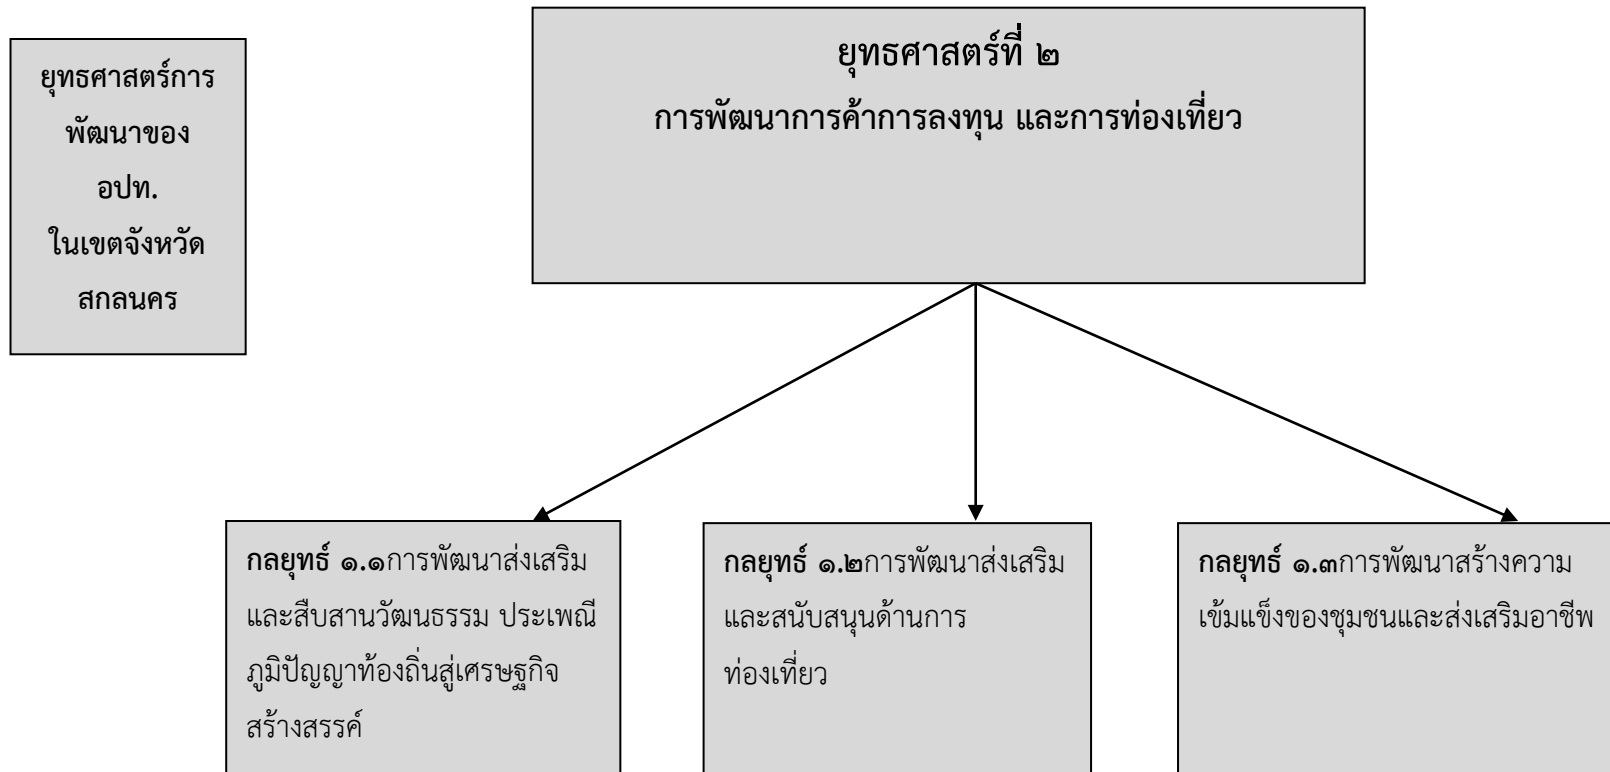 ยุทธศาสตร์การ
พัฒนาของ
อปท.
ในเขตจังหวัด
สกลนคร
ยุทธศาสตร์ที่ ๒
การพัฒนาการค้าการลงทุน และการท่องเที่ยว
กลยุทธ์ ๑.๑การพัฒนาส่งเสริม
และสืบสานวัฒนธรรม ประเพณี
ภูมิปัญญาท้องถิ่นสู่เศรษฐกิจ
สร้างสรรค์
กลยุทธ์ ๑.๒การพัฒนาส่งเสริม
และสนับสนุนด้านการ
ท่องเที่ยว
กลยุทธ์ ๑.๓การพัฒนาสร้างความ
เข้มแข็งของชุมชนและส่งเสริมอาชีพ